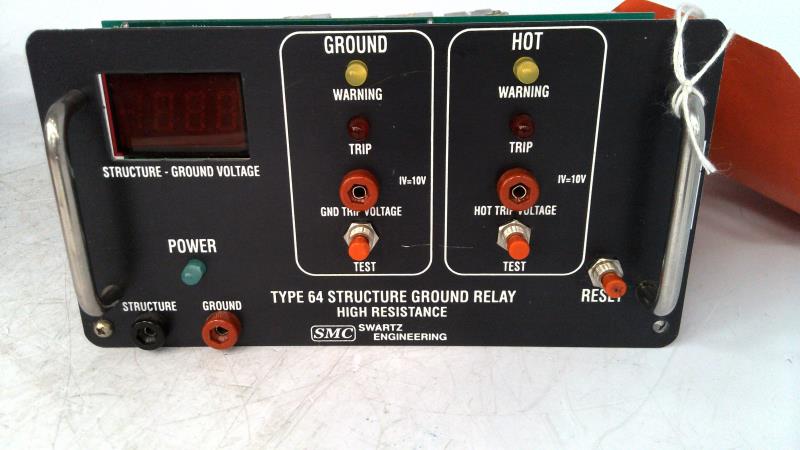 GROUND
WARNING
TRIP
IV=10V
GND TRIP VOLTAGE
TEST
HOT
WARNING
TRIP
IV=10V
HOT TRIP VOLTAGE
TEST
STRUCTURE - GROUND VOLTAGE
POWER
STRUCTURE
GROUND
RESET
TYPE 64 STRUCTURE GROUND RELAY
HIGH RESISTANCE
SMC SWARTZ
ENGINEERING